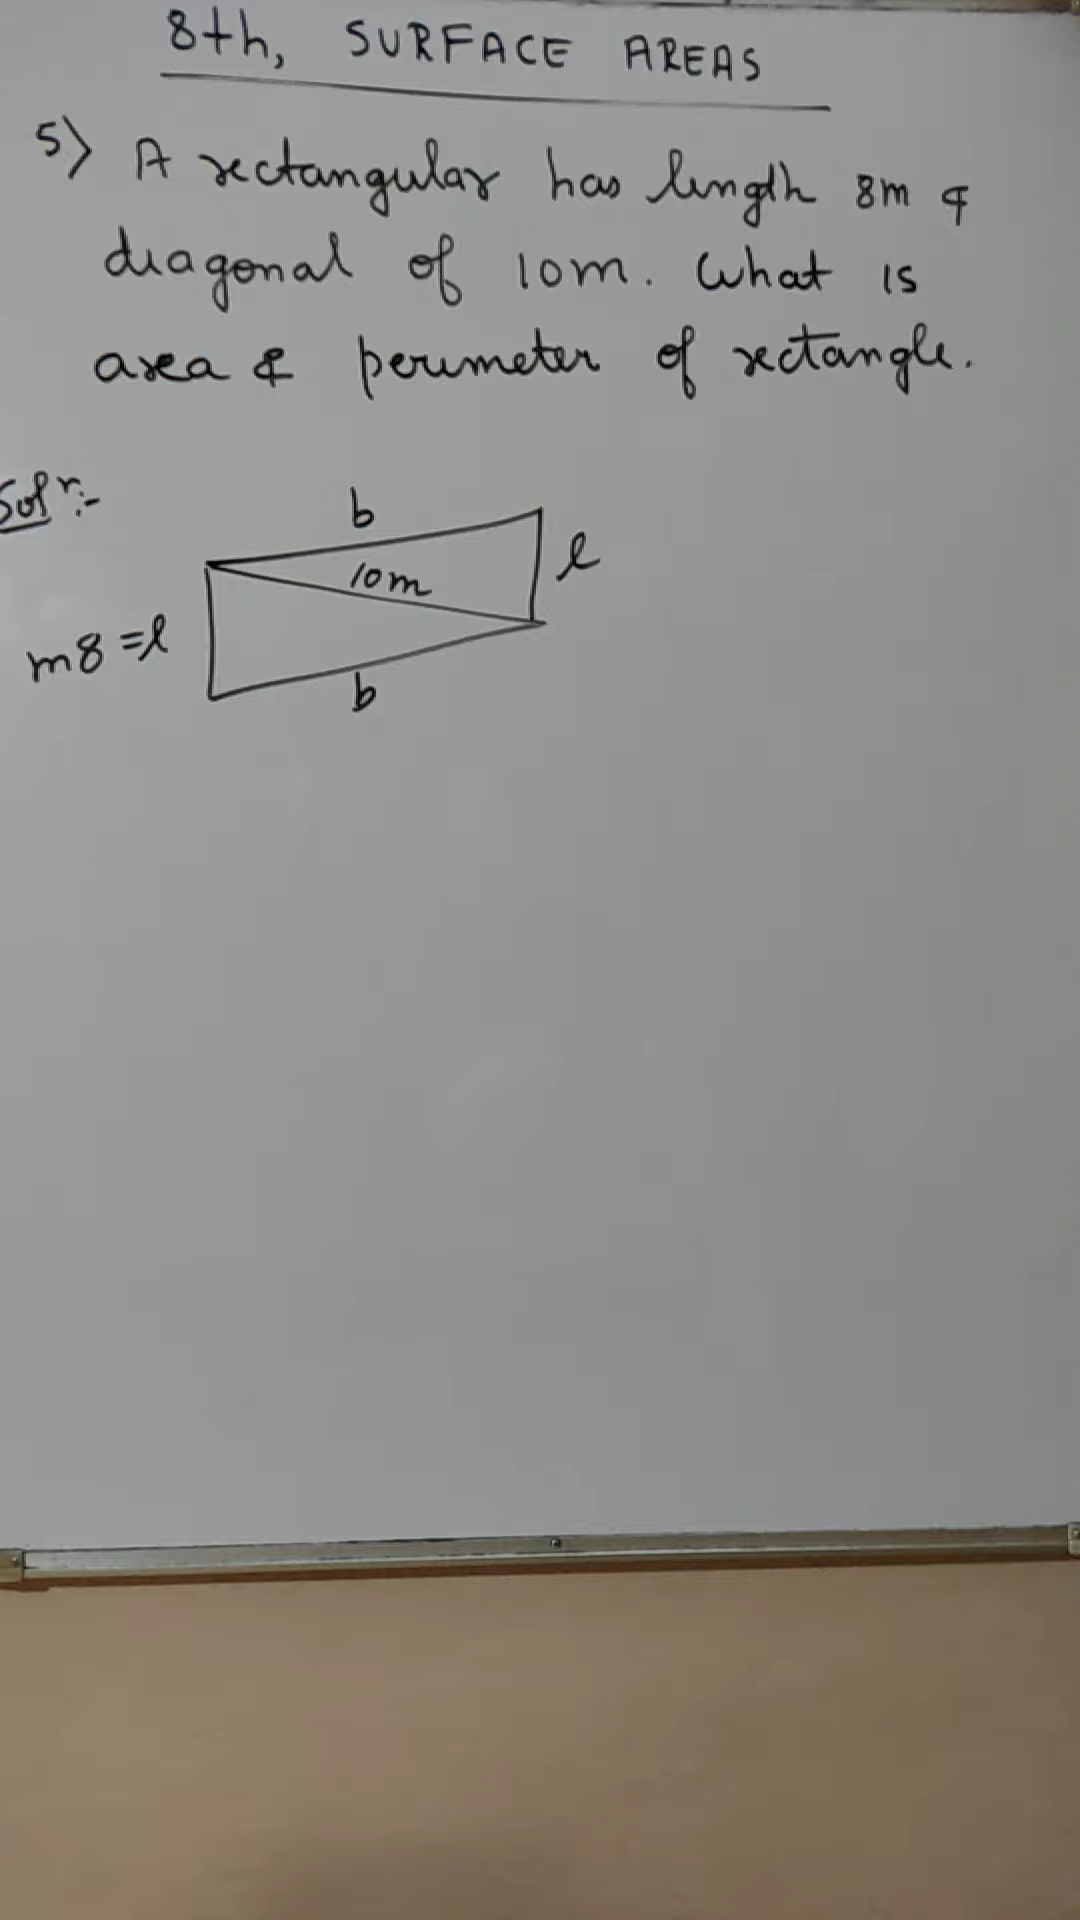 8th, SURFACE AREAS
5) A rectangular has length 8m &
diagonal of 10m. What is
area & perimeter of rectangle.
Solⁿ:-
b
10m
l
m8 = l
b